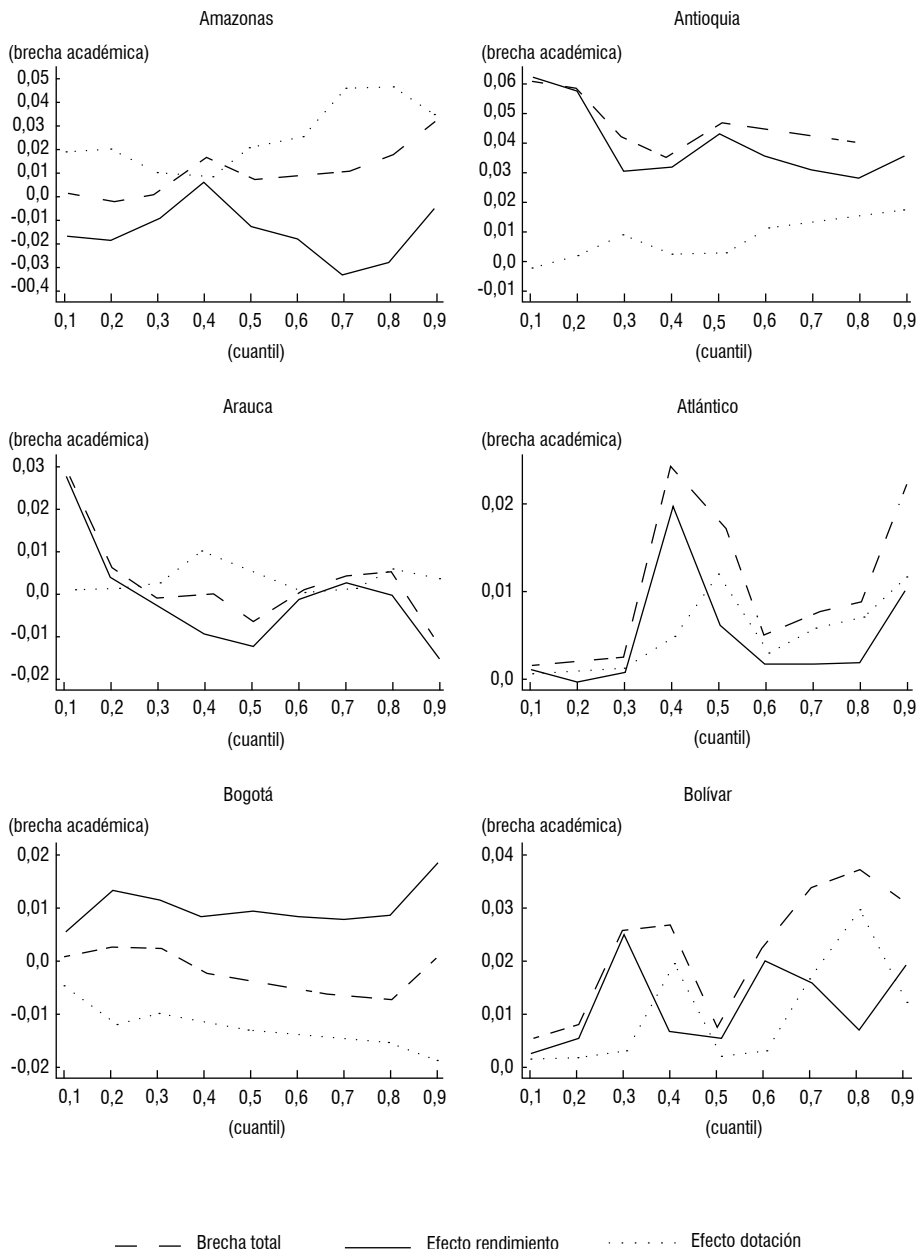 Amazonas
(brecha académica)
0,05
0,04
0,03
0,02
0,01
0,0
-0,01
-0,02
-0,03
-00,4
0,1 0,2 0,3 0,4 0,5 0,6 0,7 0,8 0,9
(cuantil)
Antioquia
(brecha académica)
0,06
0,05
0,04
0,03
0,02
0,01
0,0
-0,01
0,1 0,2 0,3 0,4 0,5 0,6 0,7 0,8 0,9
(cuantil)
Arauca
(brecha académica)
0,03
0,02
0,01
0,0
-0,01
-0,02
0,1 0,2 0,3 0,4 0,5 0,6 0,7 0,8 0,9
(cuantil)
Atlántico
(brecha académica)
0,02
0,01
0,0
0,1 0,2 0,3 0,4 0,5 0,6 0,7 0,8 0,9
(cuantil)
Bogotá
(brecha académica)
0,02
0,01
0,0
-0,01
-0,02
0,1 0,2 0,3 0,4 0,5 0,6 0,7 0,8 0,9
(cuantil)
Bolívar
(brecha académica)
0,04
0,03
0,02
0,01
0,0
0,1 0,2 0,3 0,4 0,5 0,6 0,7 0,8 0,9
(cuantil)
Brecha total Efecto rendimiento Efecto dotación